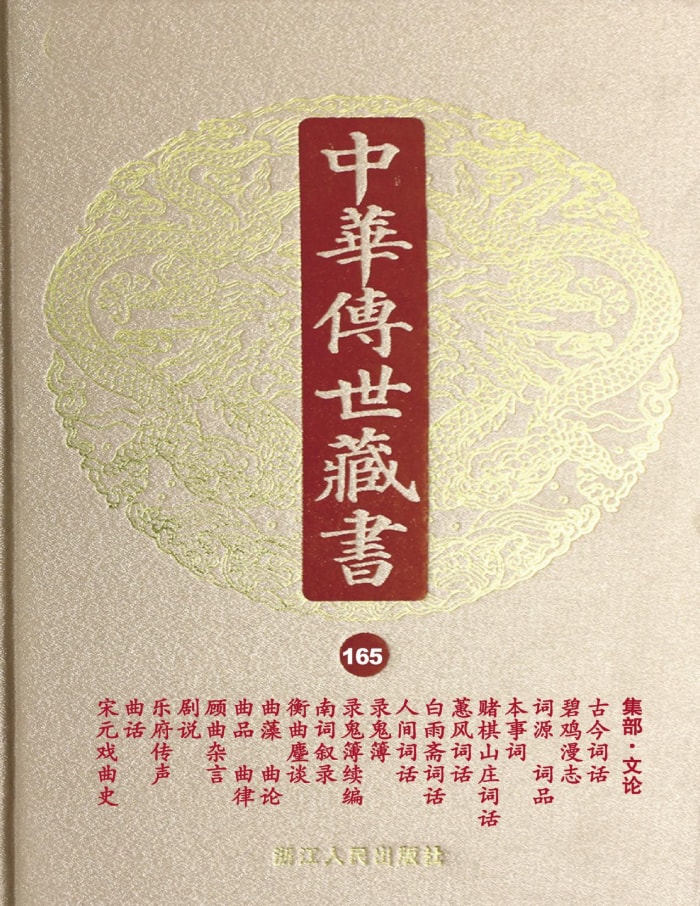 中華傳世藏書
165
集部·文论
古今词话
碧鸡漫志
词源 词品
本事词
赌棋山庄词话
蕙风词话
白雨斋词话
人间词话
录鬼簿
录鬼簿续编
南词叙录
衡曲麈谈
曲藻 曲论
曲品 曲律
顾曲杂言
剧说
乐府传声
曲话
宋元戏曲史
浙江人民出版社